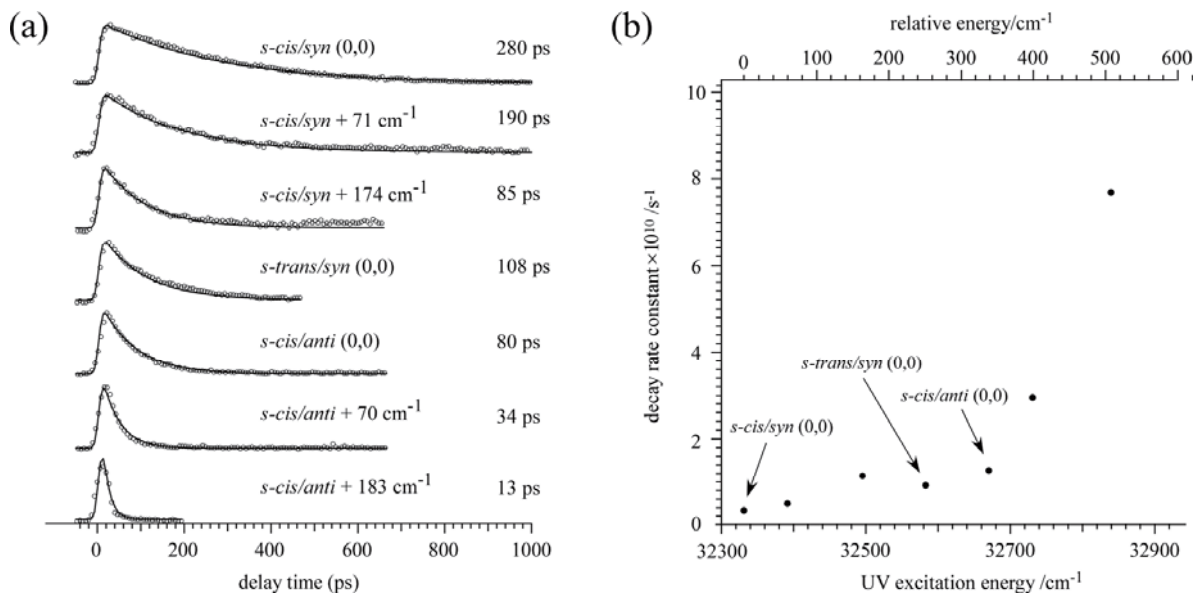 (a)
s-cis/syn (0,0) 280 ps
s-cis/syn + 71 cm-1 190 ps
s-cis/syn + 174 cm-1 85 ps
s-trans/syn (0,0) 108 ps
s-cis/anti (0,0) 80 ps
s-cis/anti + 70 cm-1 34 ps
s-cis/anti + 183 cm-1 13 ps
0 200 400 600 800 1000
delay time (ps)
(b)
relative energy/cm-1
0 100 200 300 400 500 600
10
8
6
4
2
0
decay rate constant×10^10 /s-1
s-trans/syn (0,0)
s-cis/anti (0,0)
s-cis/syn (0,0)
32300 32500 32700 32900
UV excitation energy /cm-1